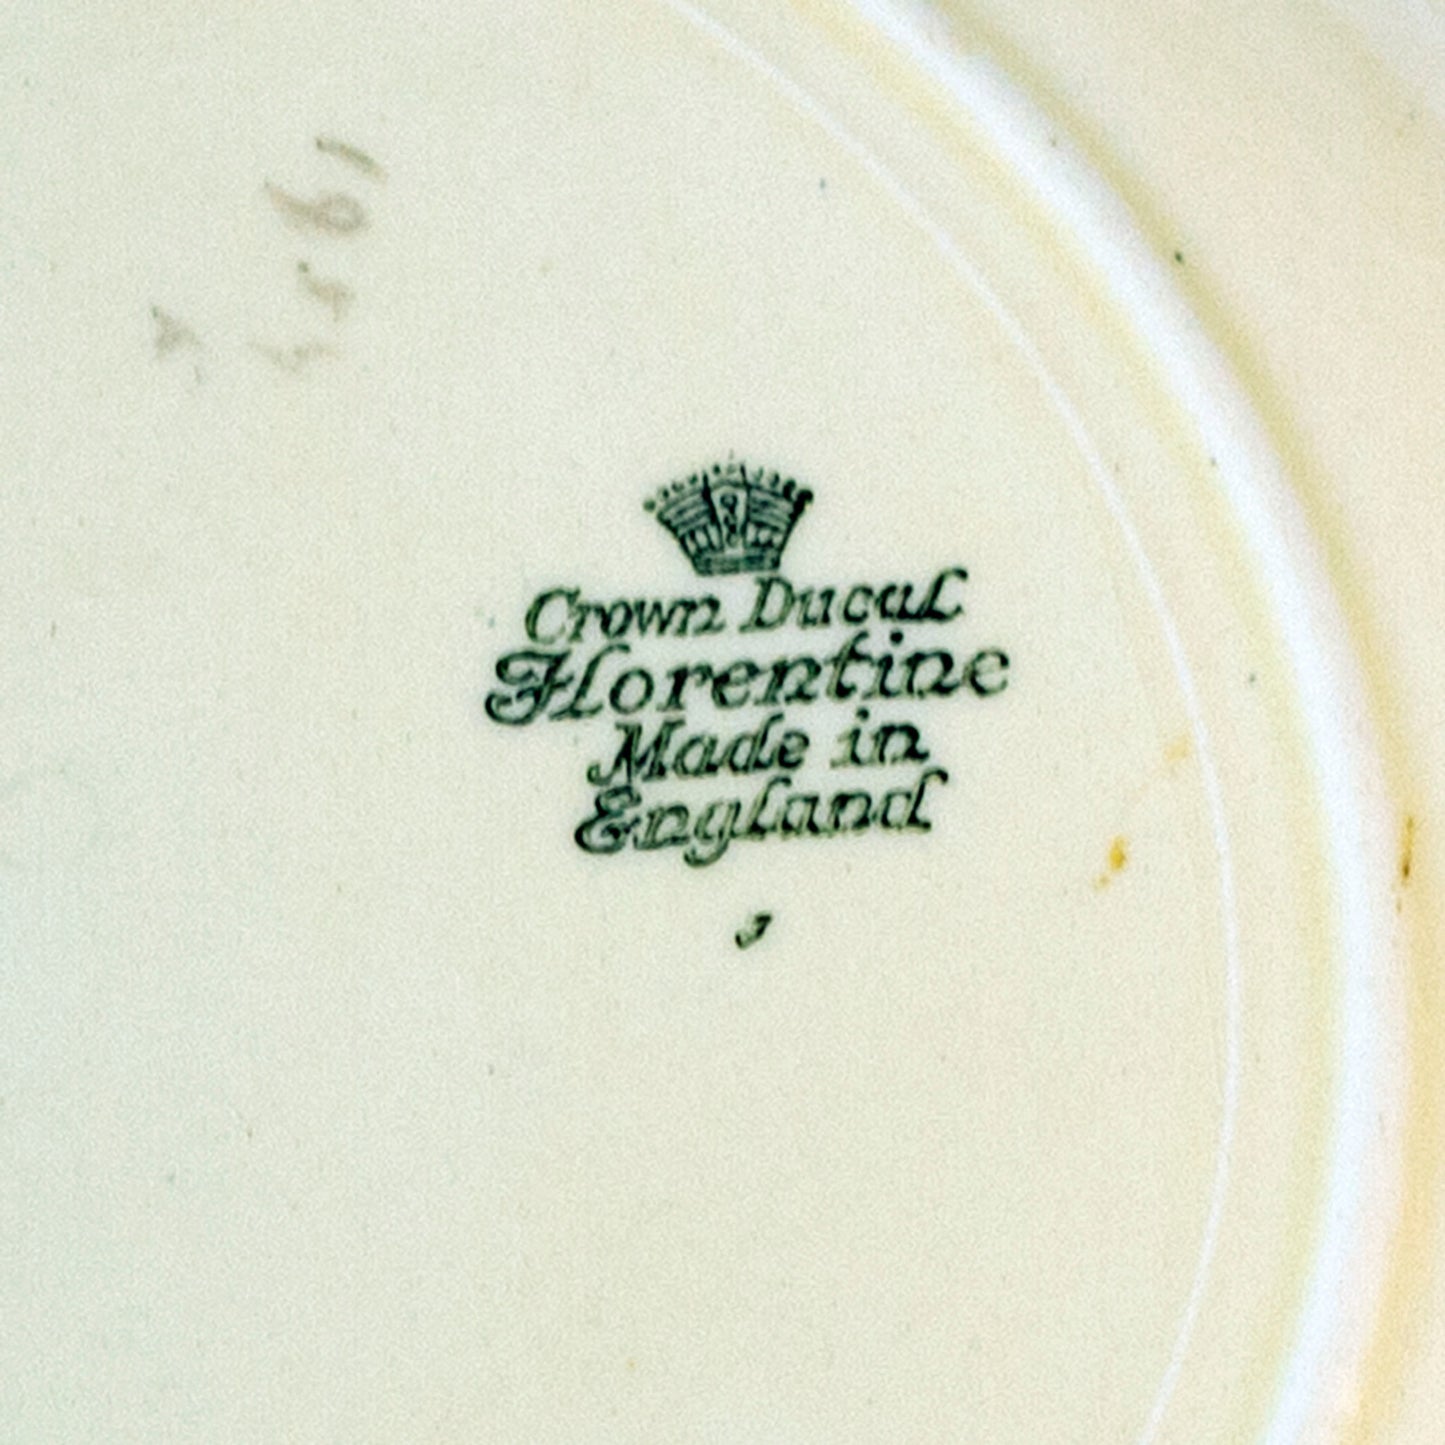 Crown Ducal
Florentine
Made in
England
J